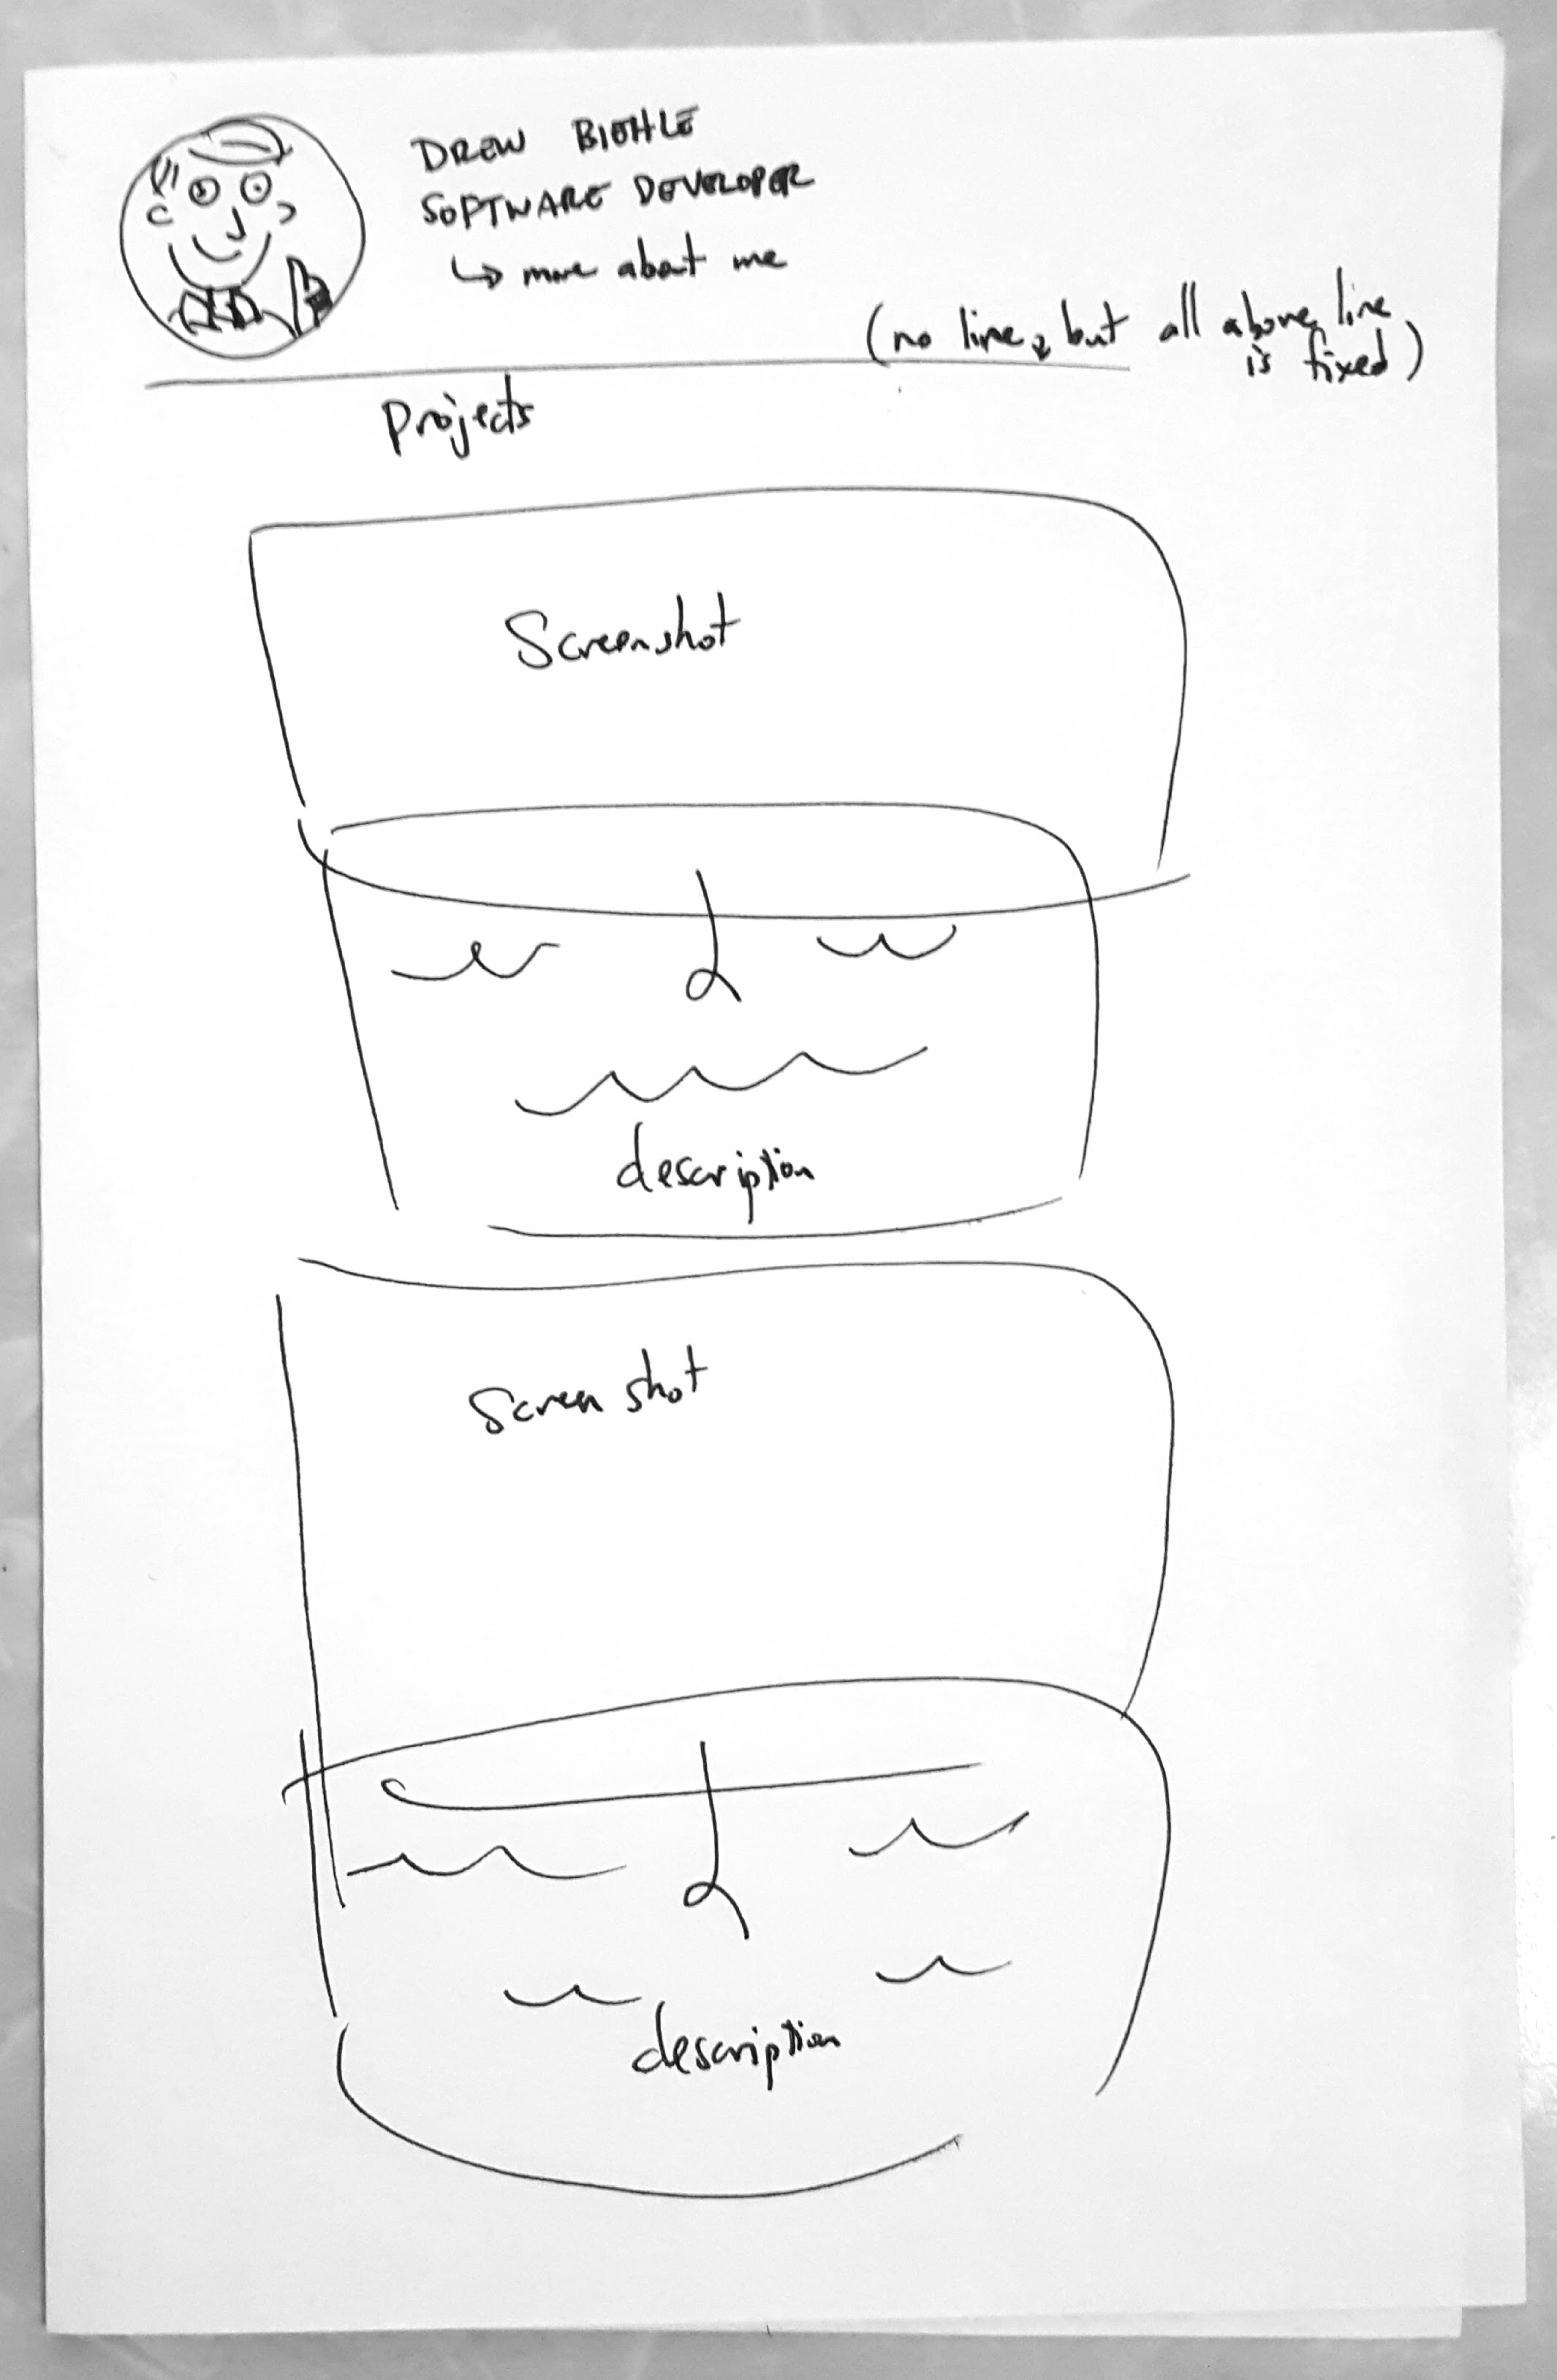 DREW BIEHLE
SOFTWARE DEVELOPER
↳ more about me
(no line, but all above line
is fixed)
Projects
Screenshot
description
Screen shot
description